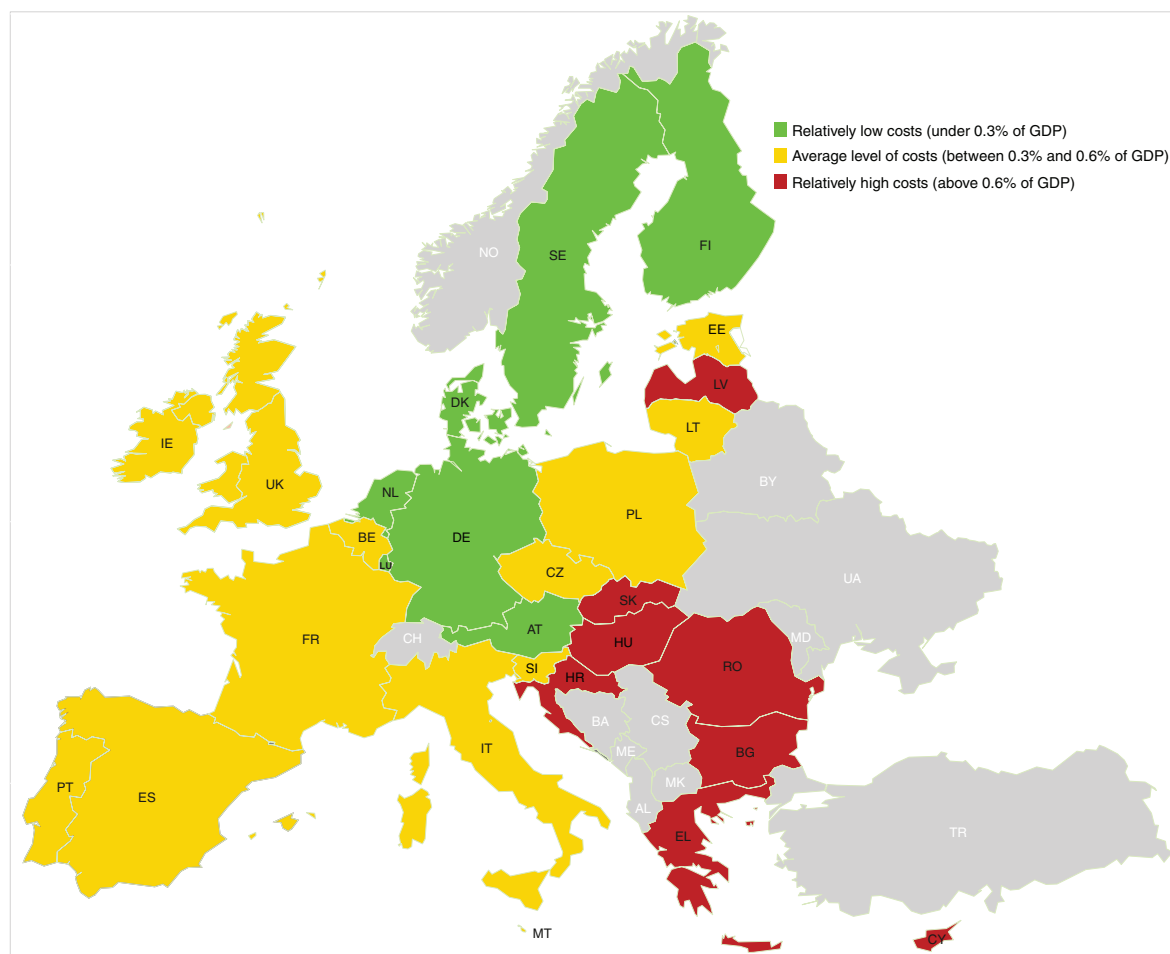 Relatively low costs (under 0.3% of GDP)
Average level of costs (between 0.3% and 0.6% of GDP)
Relatively high costs (above 0.6% of GDP)
NO
SE
FI
EE
LV
DK
LT
IE
UK
NL
BY
PL
BE
DE
LU
CZ
UA
SK
FR
CH
AT
HU
MD
SI
HR
RO
BA
CS
IT
ME
BG
PT
ES
MK
AL
EL
TR
MT
CY